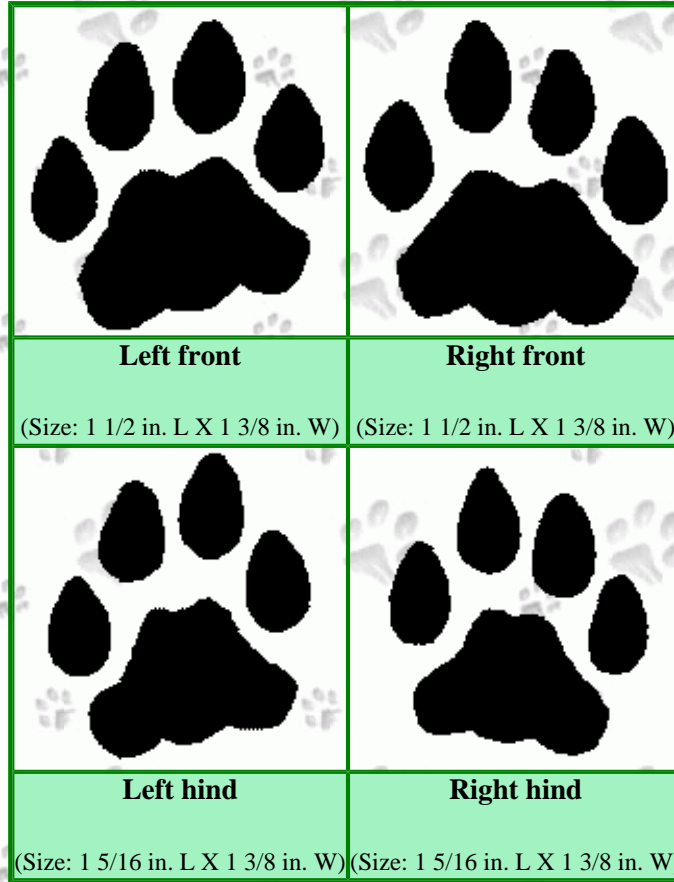 Left front
Right front
(Size: 1 1/2 in. L X 1 3/8 in. W)
(Size: 1 1/2 in. L X 1 3/8 in. W)
Left hind
Right hind
(Size: 1 5/16 in. L X 1 3/8 in. W)
(Size: 1 5/16 in. L X 1 3/8 in. W